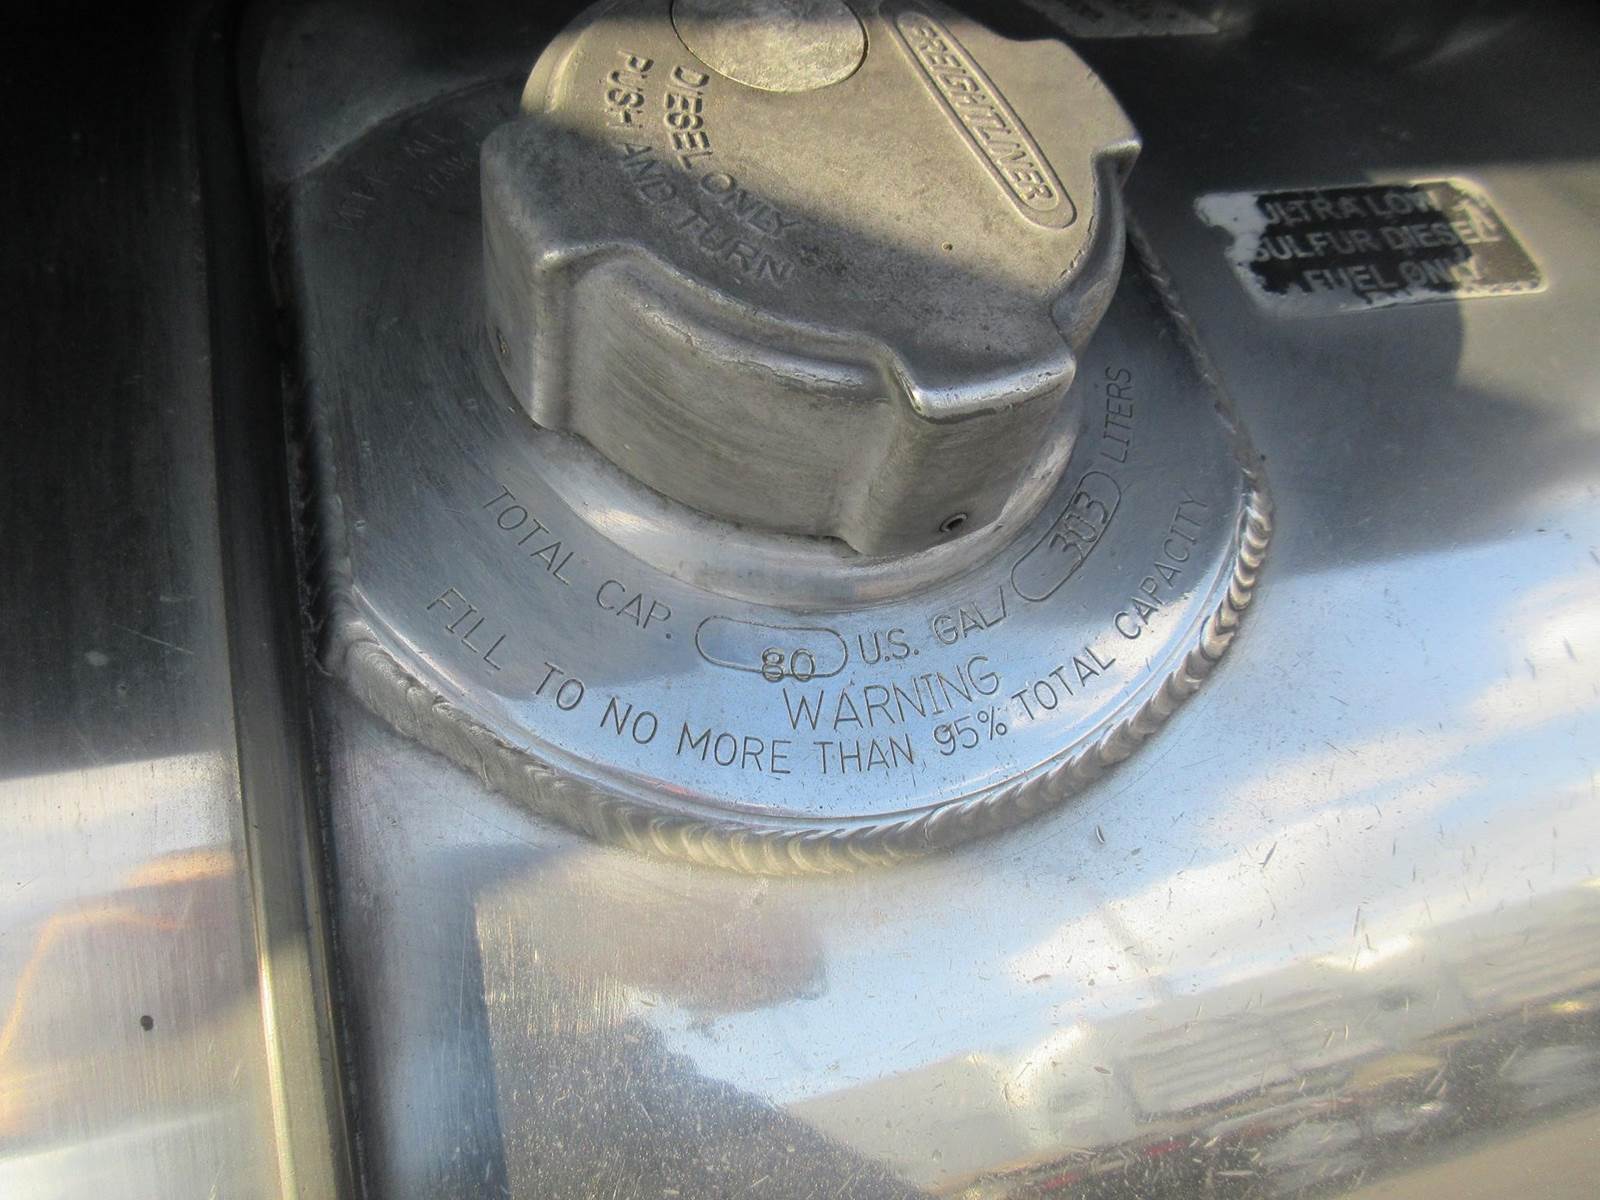 FREIGHTLINER
DIESEL ONLY
PUSH AND TURN
ULTRA LOW
SULFUR DIESEL
FUEL ONLY
TOTAL CAP. 80 U.S. GAL/ 303 LITERS
WARNING
FILL TO NO MORE THAN 95% TOTAL CAPACITY